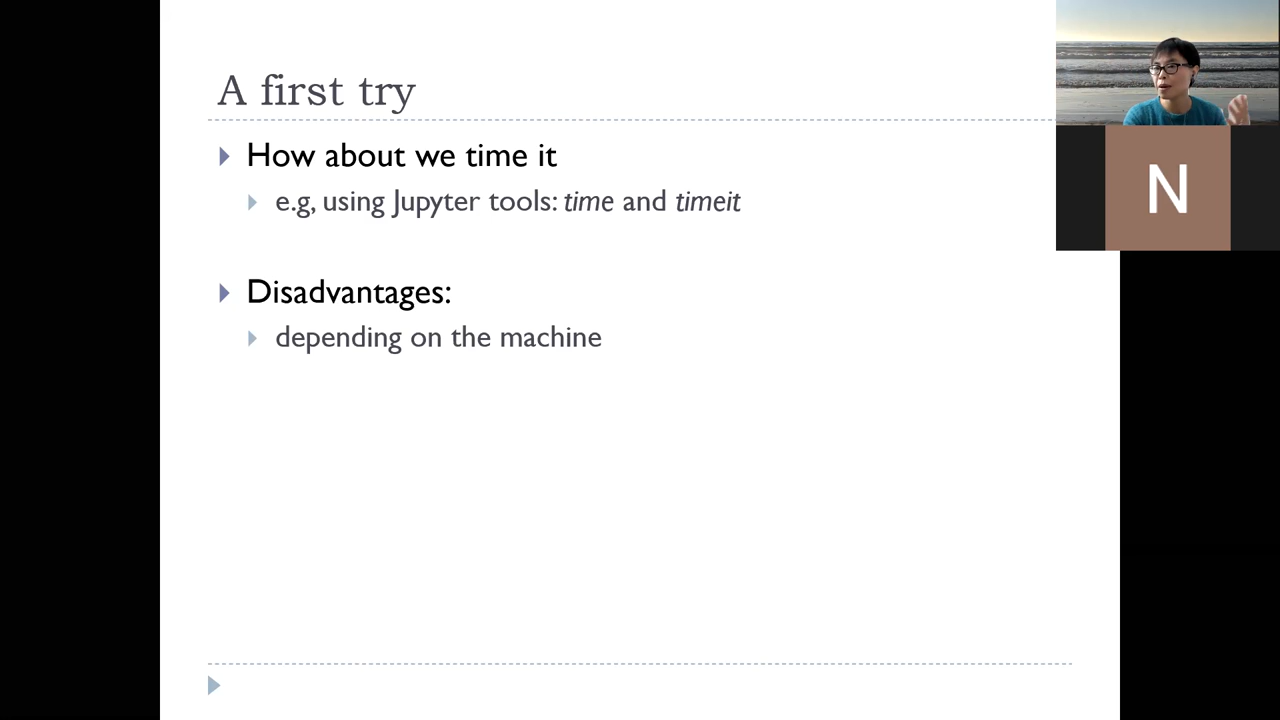 A first try
How about we time it
e.g, using Jupyter tools: time and timeit
Disadvantages:
depending on the machine
N